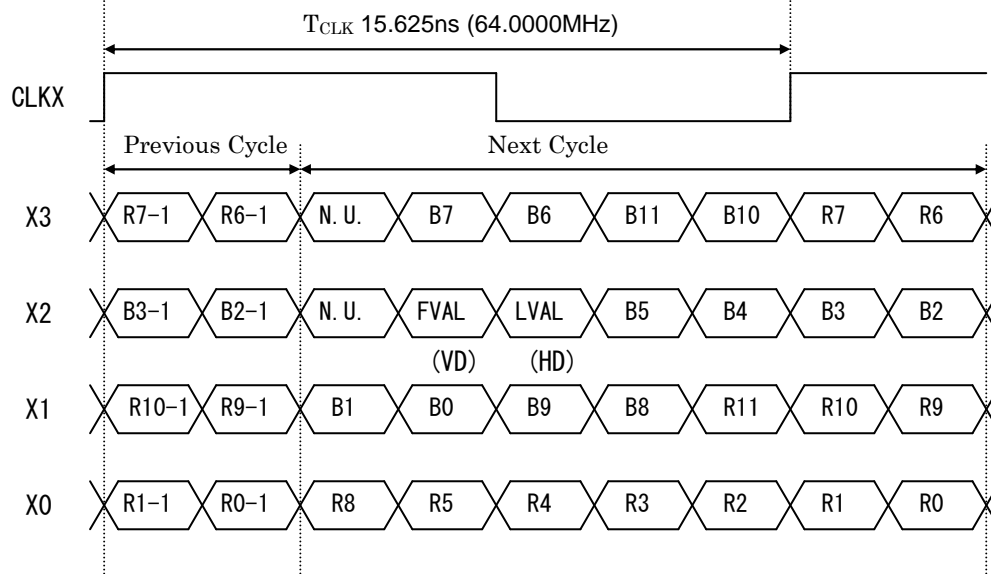 TCLK 15.625ns (64.0000MHz)
CLKX
Previous Cycle Next Cycle
X3 R7-1 R6-1 N.U. B7 B6 B11 B10 R7 R6
X2 B3-1 B2-1 N.U. FVAL LVAL B5 B4 B3 B2
(VD) (HD)
X1 R10-1 R9-1 B1 B0 B9 B8 R11 R10 R9
X0 R1-1 R0-1 R8 R5 R4 R3 R2 R1 R0